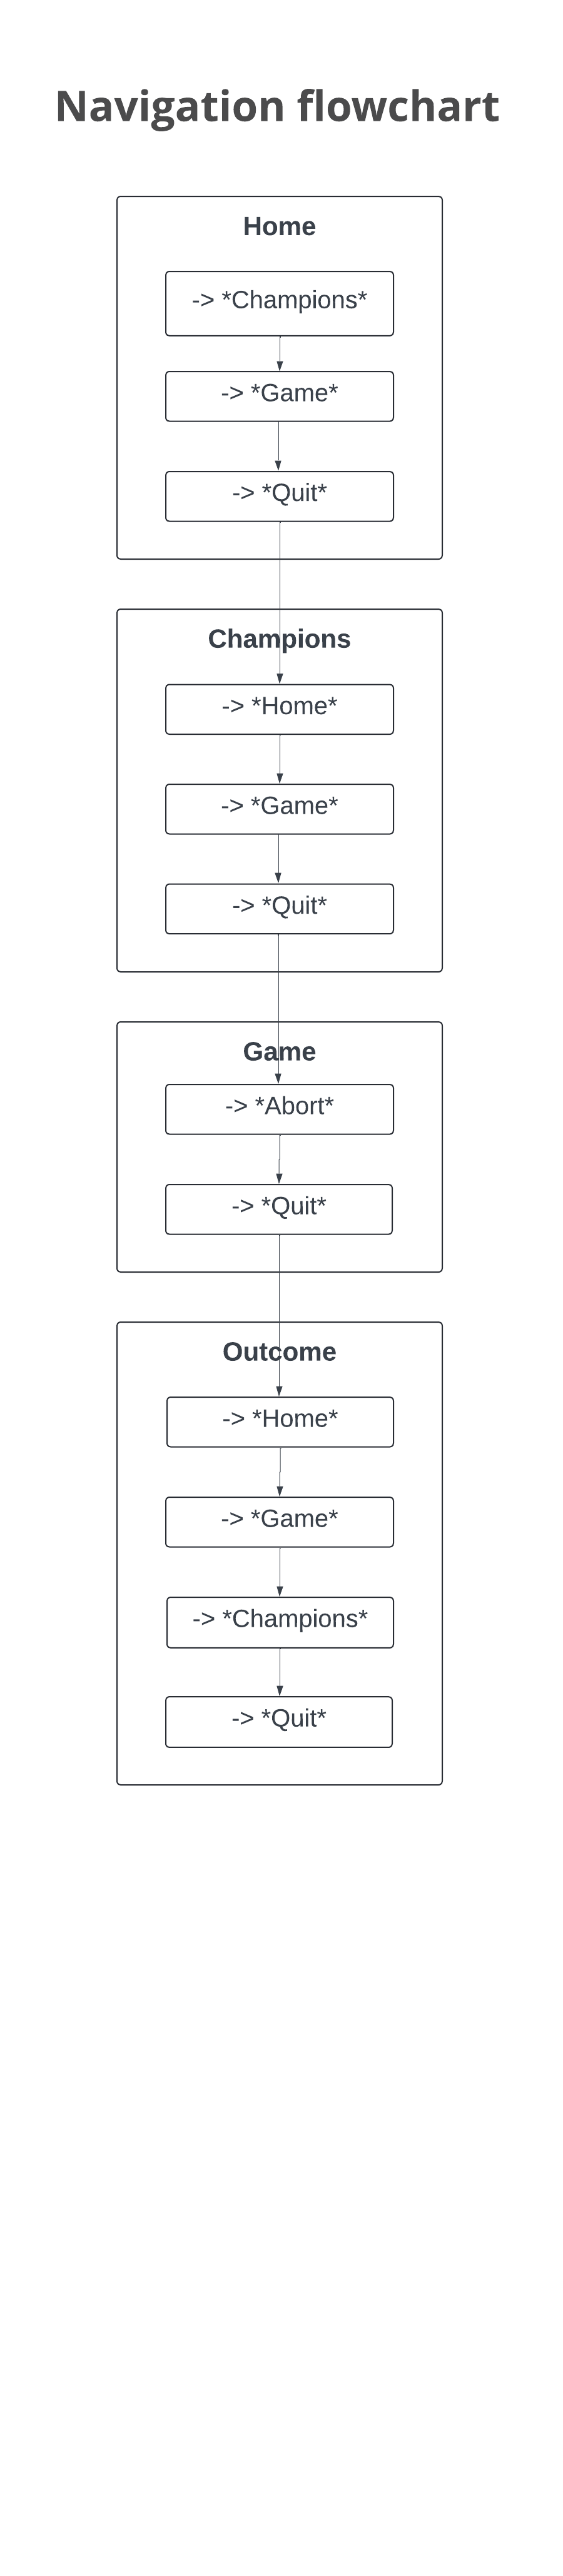 Navigation flowchart
Home
-> *Champions*
-> *Game*
-> *Quit*
Champions
-> *Home*
-> *Game*
-> *Quit*
Game
-> *Abort*
-> *Quit*
Outcome
-> *Home*
-> *Game*
-> *Champions*
-> *Quit*